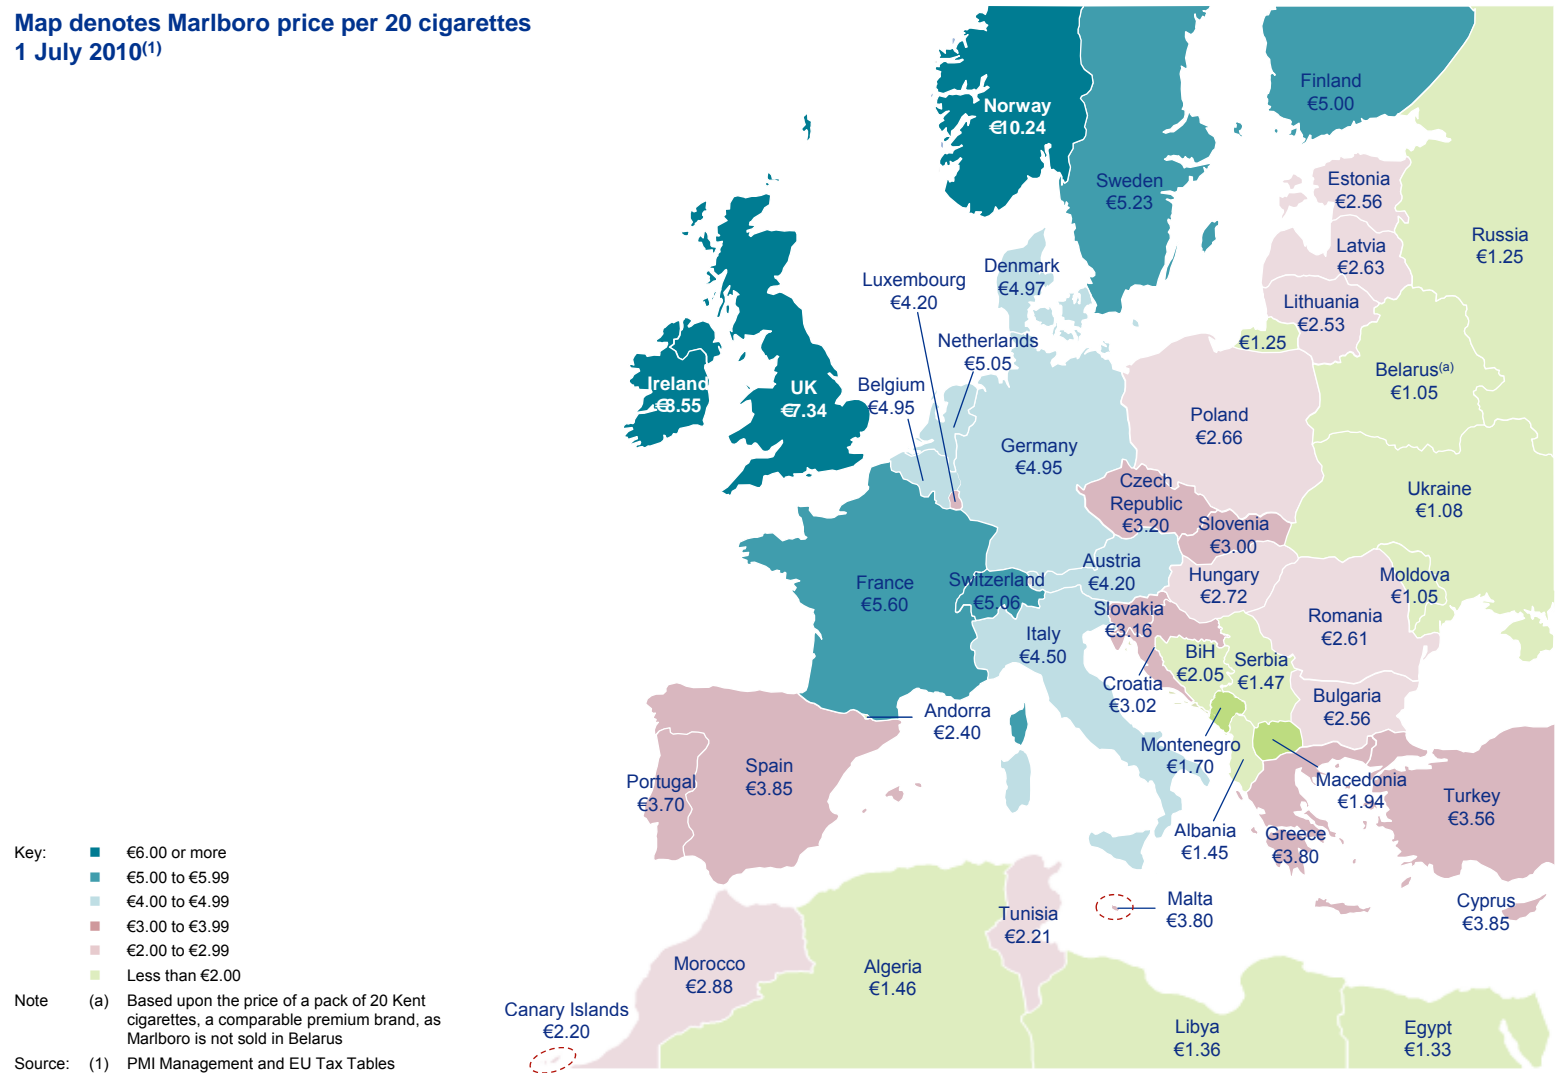 Map denotes Marlboro price per 20 cigarettes
1 July 2010(1)
Norway
€10.24
Finland
€5.00
Sweden
€5.23
Estonia
€2.56
Russia
€1.25
Latvia
€2.63
Luxembourg
€4.20
Denmark
€4.97
Lithuania
€2.53
€1.25
Netherlands
€5.05
Belarus(a)
€1.05
Ireland
€8.55
UK
€7.34
Belgium
€4.95
Poland
€2.66
Germany
€4.95
Czech
Republic
€3.20
Ukraine
€1.08
Slovenia
€3.00
Austria
€4.20
France
€5.60
Switzerland
€5.06
Hungary
€2.72
Moldova
€1.05
Slovakia
€3.16
Romania
€2.61
Italy
€4.50
BiH
€2.05
Serbia
€1.47
Croatia
€3.02
Bulgaria
€2.56
Andorra
€2.40
Montenegro
€1.70
Portugal
€3.70
Spain
€3.85
Macedonia
€1.94
Turkey
€3.56
Albania
€1.45
Greece
€3.80
Malta
€3.80
Cyprus
€3.85
Tunisia
€2.21
Morocco
€2.88
Algeria
€1.46
Canary Islands
€2.20
Libya
€1.36
Egypt
€1.33
Key:
€6.00 or more
€5.00 to €5.99
€4.00 to €4.99
€3.00 to €3.99
€2.00 to €2.99
Less than €2.00
Note (a) Based upon the price of a pack of 20 Kent
cigarettes, a comparable premium brand, as
Marlboro is not sold in Belarus
Source: (1) PMI Management and EU Tax Tables